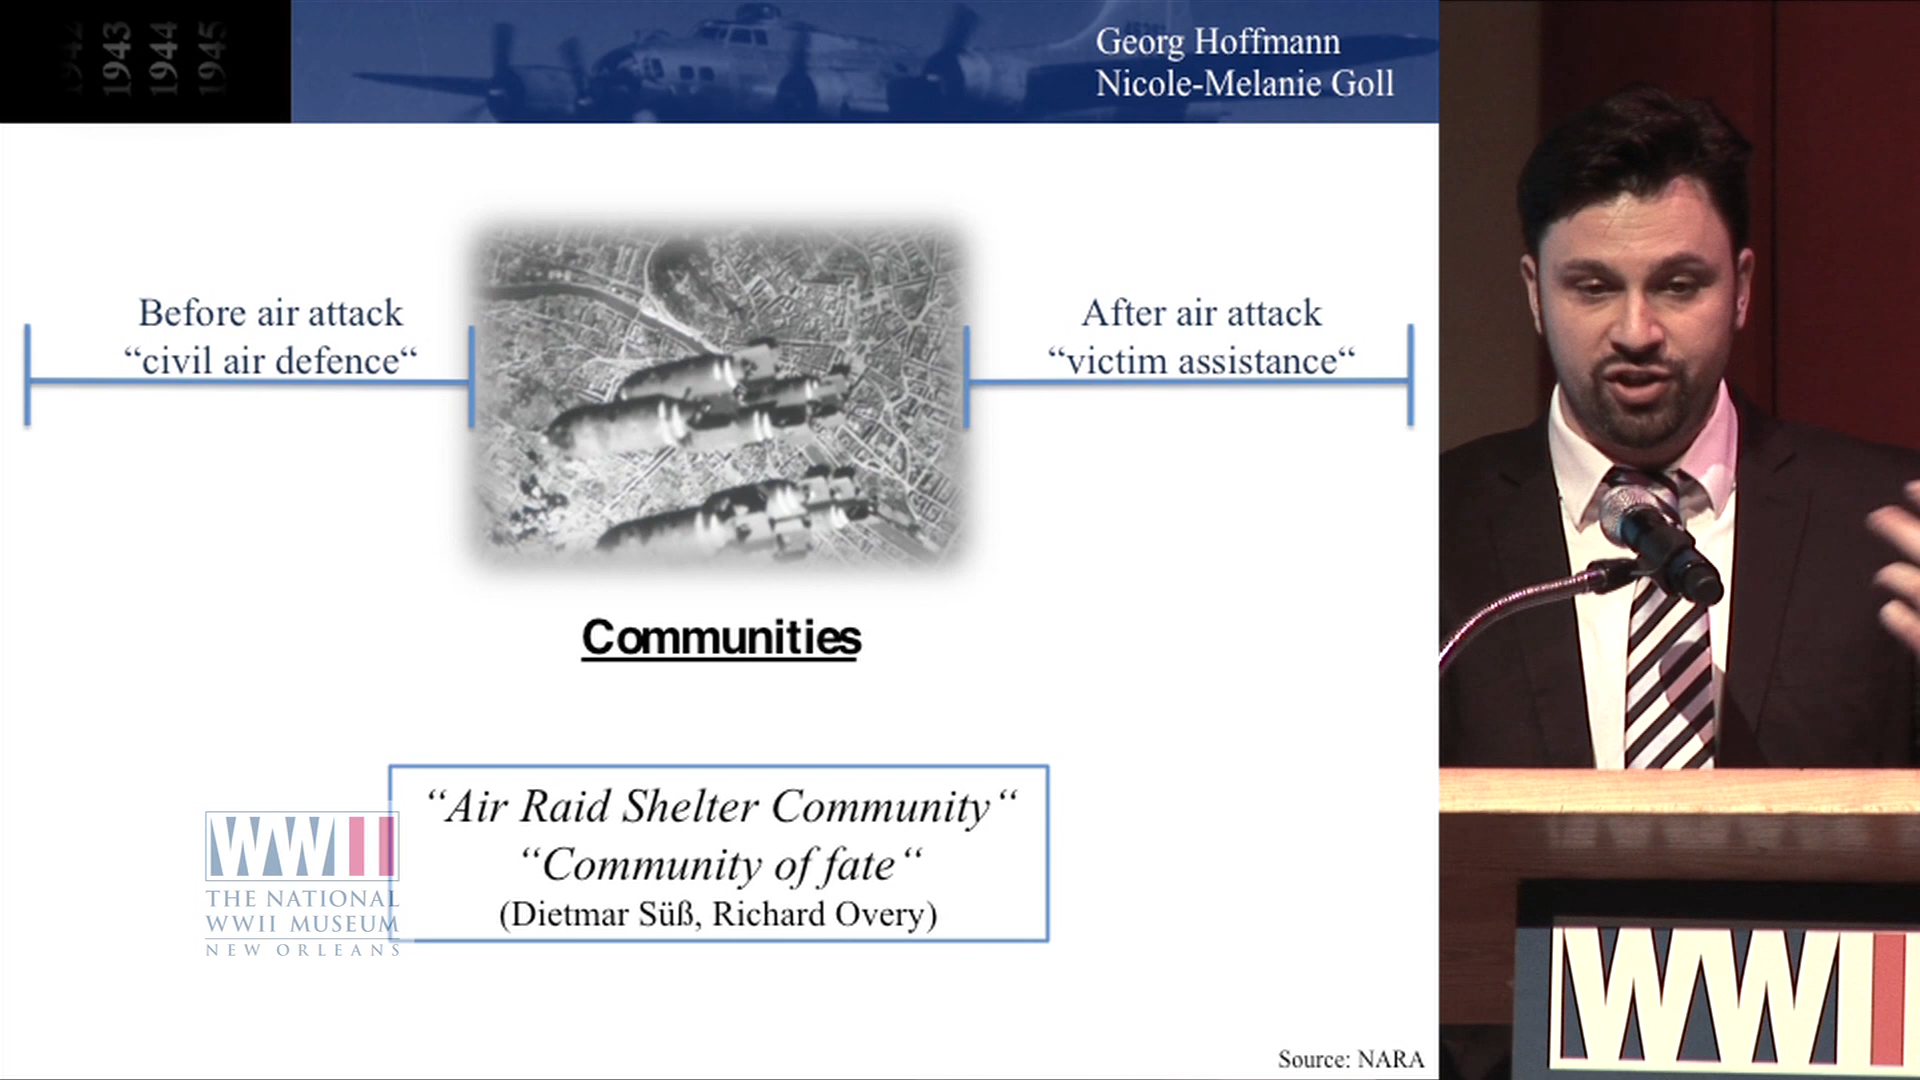 1942
1943
1944
1945
Georg Hoffmann
Nicole-Melanie Goll
Before air attack
“civil air defence“
After air attack
“victim assistance“
Communities
“Air Raid Shelter Community“
“Community of fate“
(Dietmar Süß, Richard Overy)
WWII
THE NATIONAL
WWII MUSEUM
NEW ORLEANS
Source: NARA
WWI